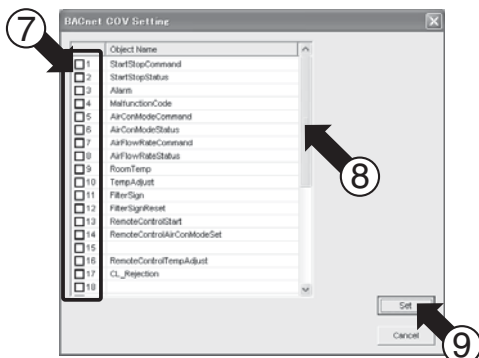 BACnet COV Setting
7
Object Name
1 StartStopCommand
2 StartStopStatus
3 Alarm
4 MalfunctionCode
5 AirConModeCommand
6 AirConModeStatus
7 AirFlowRateCommand
8 AirFlowRateStatus
9 RoomTemp
10 TempAdjust
11 FilterSign
12 FilterSignReset
13 RemoteControlStart
14 RemoteControlAirConModeSet
15
16 RemoteControlTempAdjust
17 CL_Rejection
18
8
Set
Cancel
9